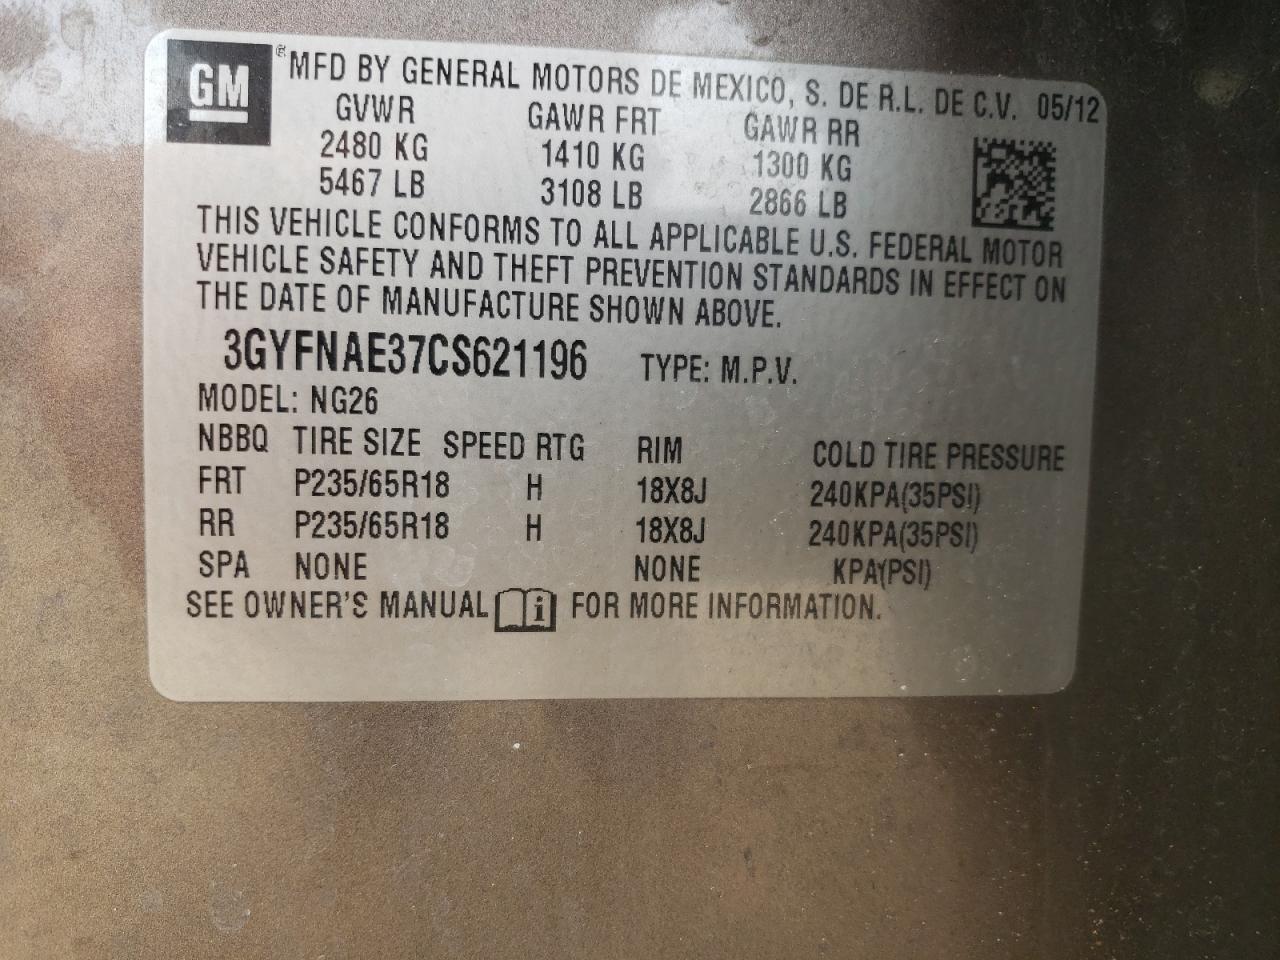 GM ® MFD BY GENERAL MOTORS DE MEXICO, S. DE R.L. DE C.V. 05/12
GVWR GAWR FRT GAWR RR
2480 KG 1410 KG 1300 KG
5467 LB 3108 LB 2866 LB
THIS VEHICLE CONFORMS TO ALL APPLICABLE U.S. FEDERAL MOTOR
VEHICLE SAFETY AND THEFT PREVENTION STANDARDS IN EFFECT ON
THE DATE OF MANUFACTURE SHOWN ABOVE.
3GYFNAE37CS621196 TYPE: M.P.V.
MODEL: NG26
NBBQ TIRE SIZE SPEED RTG RIM COLD TIRE PRESSURE
FRT P235/65R18 H 18X8J 240KPA(35PSI)
RR P235/65R18 H 18X8J 240KPA(35PSI)
SPA NONE NONE KPA(PSI)
SEE OWNER'S MANUAL i FOR MORE INFORMATION.